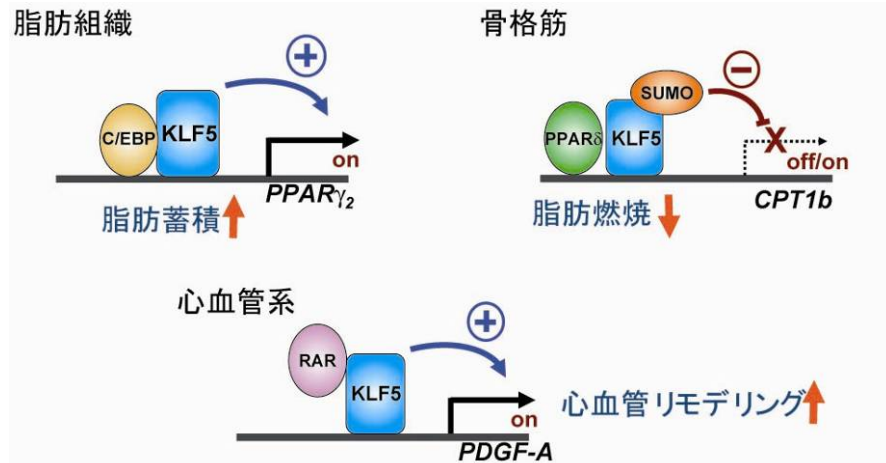 脂肪組織
C/EBP
KLF5
+
on
PPARγ2
脂肪蓄積
骨格筋
PPARδ
KLF5
SUMO
−
X
off/on
CPT1b
脂肪燃焼
心血管系
RAR
KLF5
+
on
PDGF-A
心血管リモデリング